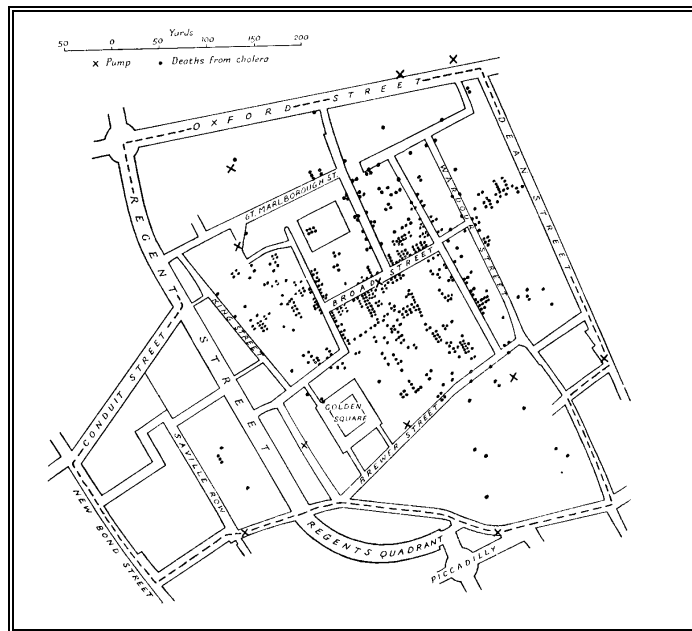 Yards
50 0 50 100 150 200
× Pump • Deaths from cholera
OXFORD STREET
DEAN STREET
REGENT STREET
GT. MARLBOROUGH ST.
WARDOUR STREET
BROAD STREET
KING STREET
CONDUIT STREET
GOLDEN
SQUARE
SAVILLE ROW
BREWER STREET
NEW BOND STREET
REGENTS QUADRANT
PICCADILLY